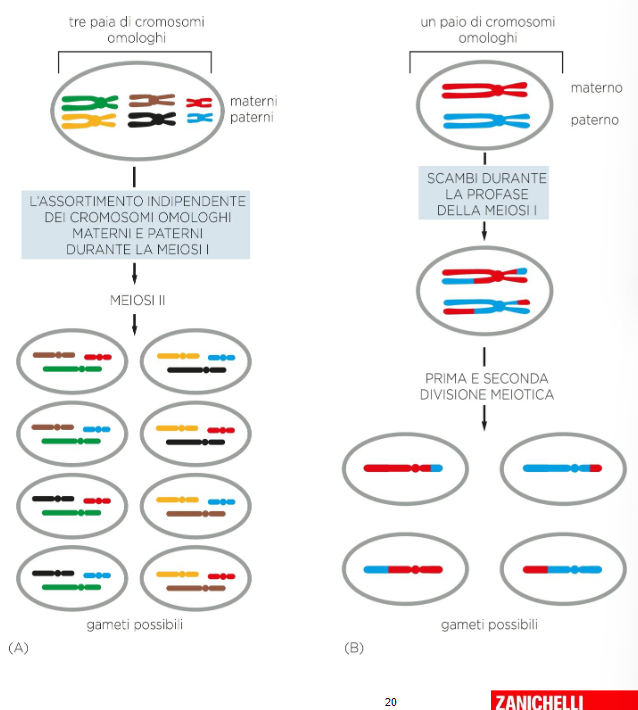 tre paia di cromosomi
omologhi
materni
paterni
L'ASSORTIMENTO INDIPENDENTE
DEI CROMOSOMI OMOLOGHI
MATERNI E PATERNI
DURANTE LA MEIOSI I
MEIOSI II
gameti possibili
(A)
un paio di cromosomi
omologhi
materno
paterno
SCAMBI DURANTE
LA PROFASE
DELLA MEIOSI I
PRIMA E SECONDA
DIVISIONE MEIOTICA
gameti possibili
(B)
20
ZANICHELLI